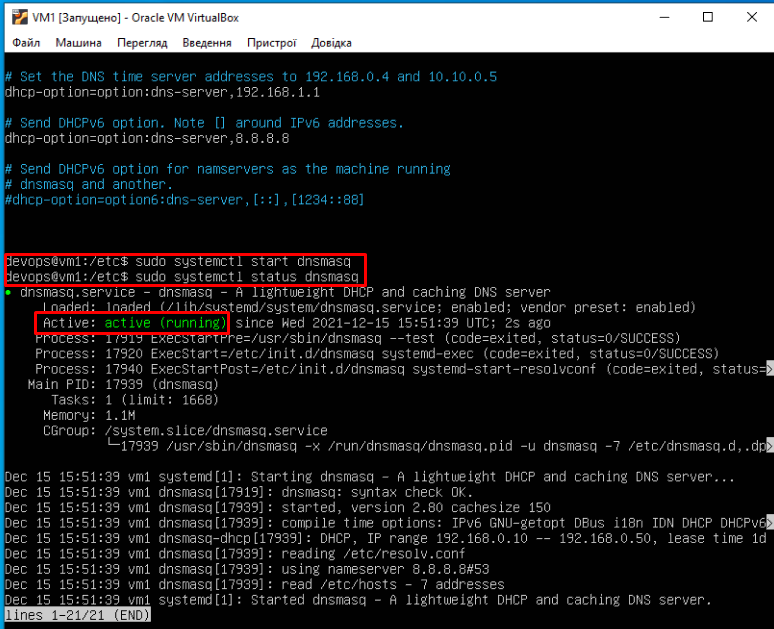 VM1 [Запущено] - Oracle VM VirtualBox
Файл Машина Перегляд Введення Пристрої Довідка
# Set the DNS time server addresses to 192.168.0.4 and 10.10.0.5
dhcp-option=option:dns-server,192.168.1.1
# Send DHCPv6 option. Note [] around IPv6 addresses.
dhcp-option=option:dns-server,8.8.8.8
# Send DHCPv6 option for namservers as the machine running
# dnsmasq and another.
#dhcp-option=option6:dns-server,[::],[1234::88]
devops@vm1:/etc$ sudo systemctl start dnsmasq
devops@vm1:/etc$ sudo systemctl status dnsmasq
● dnsmasq.service - dnsmasq - A lightweight DHCP and caching DNS server
Loaded: loaded (/lib/systemd/system/dnsmasq.service; enabled; vendor preset: enabled)
Active: active (running) since Wed 2021-12-15 15:51:39 UTC; 2s ago
Process: 17919 ExecStartPre=/usr/sbin/dnsmasq --test (code=exited, status=0/SUCCESS)
Process: 17920 ExecStart=/etc/init.d/dnsmasq systemd-exec (code=exited, status=0/SUCCESS)
Process: 17940 ExecStartPost=/etc/init.d/dnsmasq systemd-start-resolvconf (code=exited, status=>
Main PID: 17939 (dnsmasq)
Tasks: 1 (limit: 1668)
Memory: 1.1M
CGroup: /system.slice/dnsmasq.service
└─17939 /usr/sbin/dnsmasq -x /run/dnsmasq/dnsmasq.pid -u dnsmasq -7 /etc/dnsmasq.d,.dp>
Dec 15 15:51:39 vm1 systemd[1]: Starting dnsmasq - A lightweight DHCP and caching DNS server...
Dec 15 15:51:39 vm1 dnsmasq[17919]: dnsmasq: syntax check OK.
Dec 15 15:51:39 vm1 dnsmasq[17939]: started, version 2.80 cachesize 150
Dec 15 15:51:39 vm1 dnsmasq[17939]: compile time options: IPv6 GNU-getopt DBus i18n IDN DHCP DHCPv6>
Dec 15 15:51:39 vm1 dnsmasq-dhcp[17939]: DHCP, IP range 192.168.0.10 -- 192.168.0.50, lease time 1d
Dec 15 15:51:39 vm1 dnsmasq[17939]: reading /etc/resolv.conf
Dec 15 15:51:39 vm1 dnsmasq[17939]: using nameserver 8.8.8.8#53
Dec 15 15:51:39 vm1 dnsmasq[17939]: read /etc/hosts - 7 addresses
Dec 15 15:51:39 vm1 systemd[1]: Started dnsmasq - A lightweight DHCP and caching DNS server.
lines 1-21/21 (END)